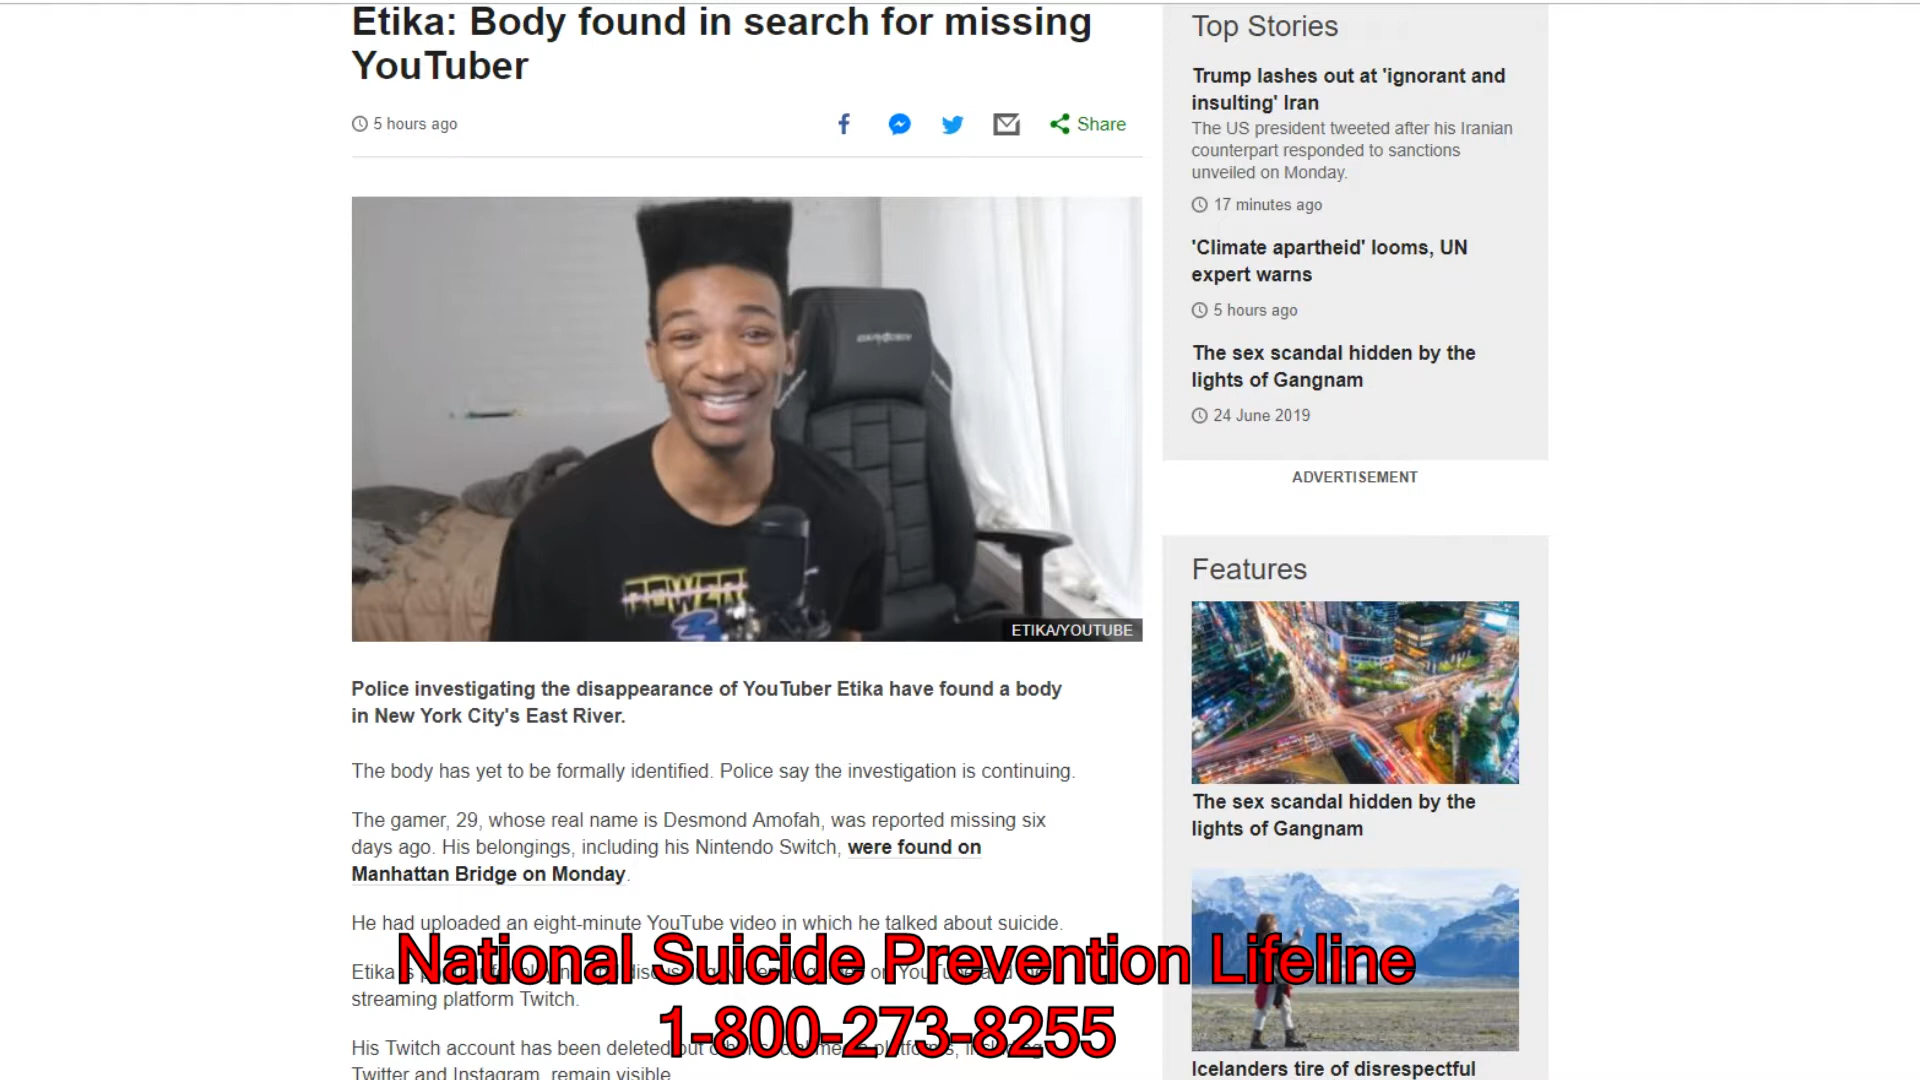 Etika: Body found in search for missing
YouTuber
5 hours ago
Share
ETIKA/YOUTUBE
Police investigating the disappearance of YouTuber Etika have found a body
in New York City's East River.
The body has yet to be formally identified. Police say the investigation is continuing.
The gamer, 29, whose real name is Desmond Amofah, was reported missing six
days ago. His belongings, including his Nintendo Switch, were found on
Manhattan Bridge on Monday.
He had uploaded an eight-minute YouTube video in which he talked about suicide.
Etika
streaming platform Twitch.
His Twitch account has been deleted but
Twitter and Instagram, remain visible
National Suicide Prevention Lifeline
1-800-273-8255
Top Stories
Trump lashes out at 'ignorant and
insulting' Iran
The US president tweeted after his Iranian
counterpart responded to sanctions
unveiled on Monday.
17 minutes ago
'Climate apartheid' looms, UN
expert warns
5 hours ago
The sex scandal hidden by the
lights of Gangnam
24 June 2019
ADVERTISEMENT
Features
The sex scandal hidden by the
lights of Gangnam
Icelanders tire of disrespectful